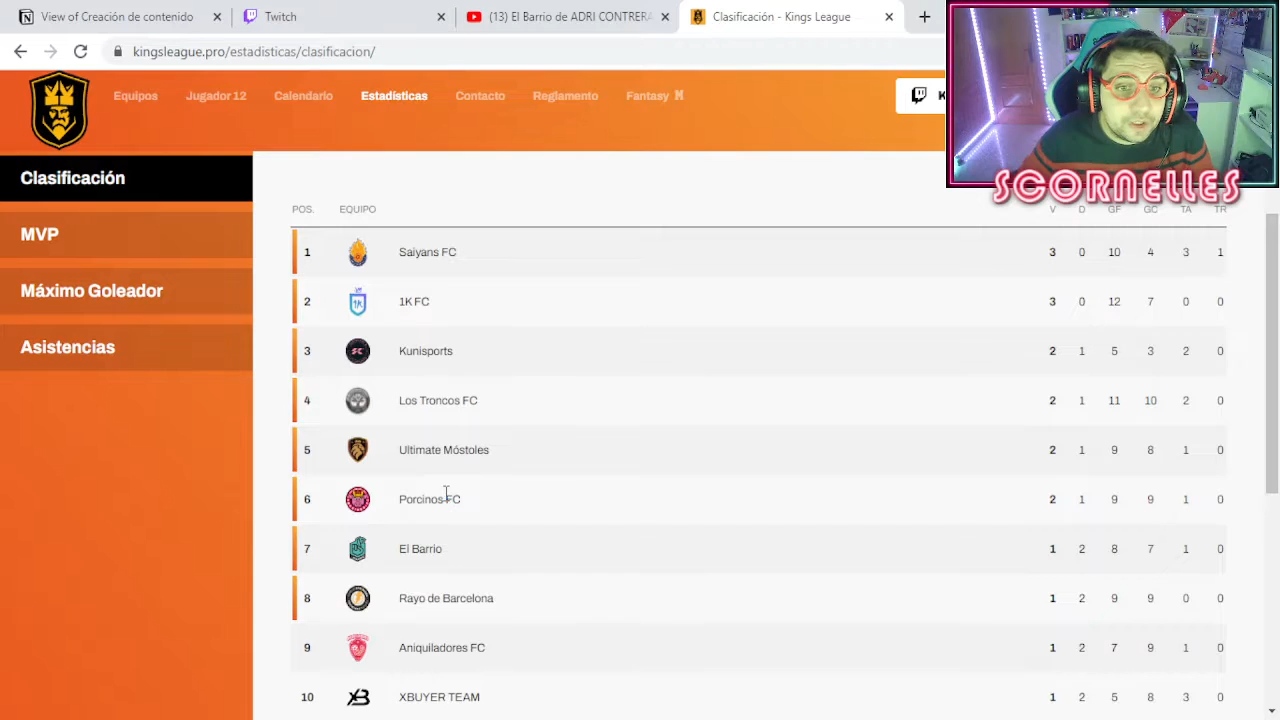 View of Creación de contenido
Twitch
(13) El Barrio de ADRI CONTRERA
Clasificación - Kings League
kingsleague.pro/estadisticas/clasificacion/
Equipos Jugador 12 Calendario Estadísticas Contacto Reglamento Fantasy
K
SCORNELLES
Clasificación
MVP
Máximo Goleador
Asistencias
POS. EQUIPO V D GF GC TA TR
1 Saiyans FC 3 0 10 4 3 1
2 1K FC 3 0 12 7 0 0
3 Kunisports 2 1 5 3 2 0
4 Los Troncos FC 2 1 11 10 2 0
5 Ultimate Móstoles 2 1 9 8 1 0
6 Porcinos FC 2 1 9 9 1 0
7 El Barrio 1 2 8 7 1 0
8 Rayo de Barcelona 1 2 9 9 0 0
9 Aniquiladores FC 1 2 7 9 1 0
10 XBUYER TEAM 1 2 5 8 3 0